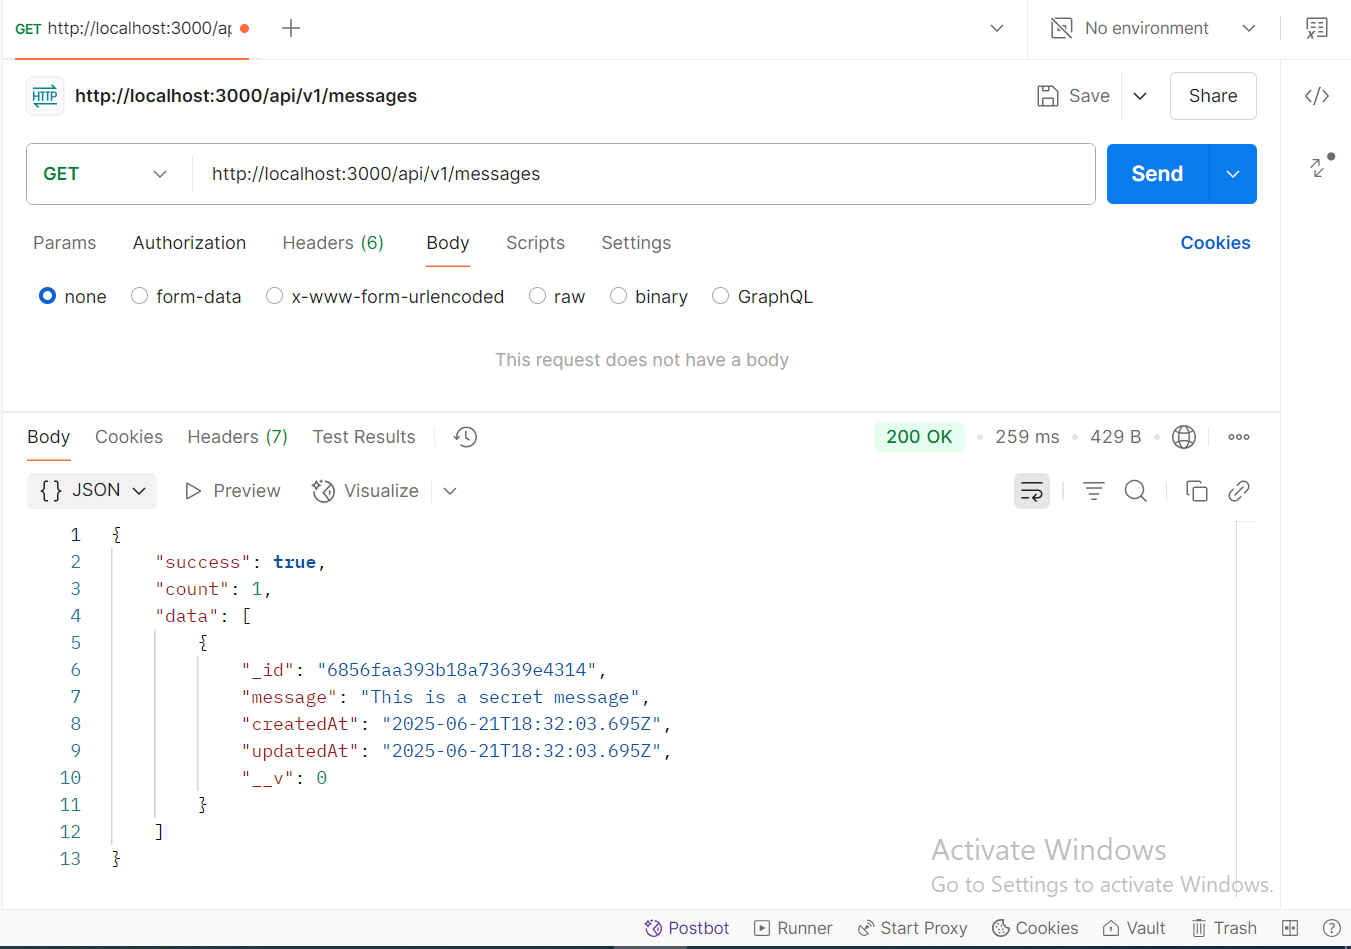 GET http://localhost:3000/ap
No environment
HTTP http://localhost:3000/api/v1/messages
Save Share
GET http://localhost:3000/api/v1/messages Send
Params Authorization Headers (6) Body Scripts Settings Cookies
none form-data x-www-form-urlencoded raw binary GraphQL
This request does not have a body
Body Cookies Headers (7) Test Results 200 OK 259 ms 429 B
{} JSON Preview Visualize
1 {
2 "success": true,
3 "count": 1,
4 "data": [
5 {
6 "_id": "6856faa393b18a73639e4314",
7 "message": "This is a secret message",
8 "createdAt": "2025-06-21T18:32:03.695Z",
9 "updatedAt": "2025-06-21T18:32:03.695Z",
10 "__v": 0
11 }
12 ]
13 }
Activate Windows
Go to Settings to activate Windows.
Postbot Runner Start Proxy Cookies Vault Trash